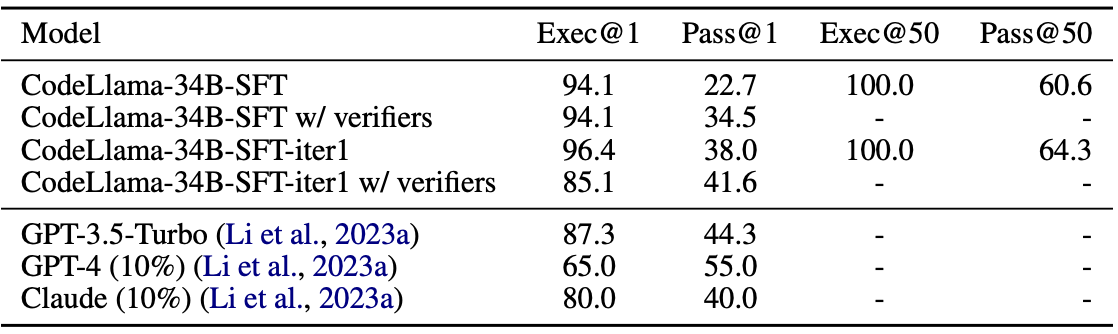 Model Exec@1 Pass@1 Exec@50 Pass@50
CodeLlama-34B-SFT 94.1 22.7 100.0 60.6
CodeLlama-34B-SFT w/ verifiers 94.1 34.5 - -
CodeLlama-34B-SFT-iter1 96.4 38.0 100.0 64.3
CodeLlama-34B-SFT-iter1 w/ verifiers 85.1 41.6 - -
GPT-3.5-Turbo (Li et al., 2023a) 87.3 44.3 - -
GPT-4 (10%) (Li et al., 2023a) 65.0 55.0 - -
Claude (10%) (Li et al., 2023a) 80.0 40.0 - -